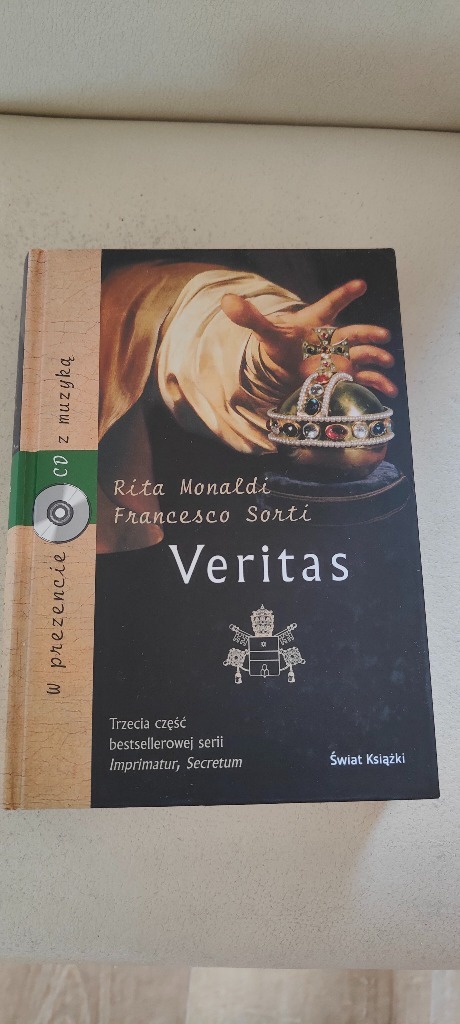 w prezencie CD z muzyką
Rita Monaldi
Francesco Sorti
Veritas
Trzecia część
bestsellerowej serii
Imprimatur, Secretum
Świat Książki